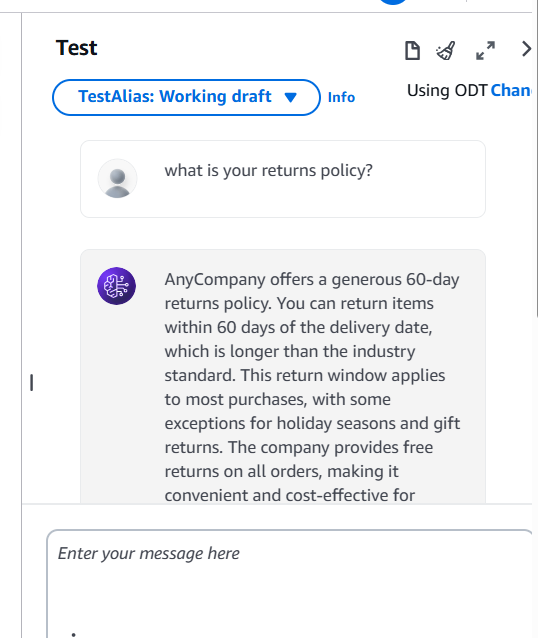 Test
TestAlias: Working draft
Info
Using ODT Chan
what is your returns policy?
AnyCompany offers a generous 60-day
returns policy. You can return items
within 60 days of the delivery date,
which is longer than the industry
standard. This return window applies
to most purchases, with some
exceptions for holiday seasons and gift
returns. The company provides free
returns on all orders, making it
convenient and cost-effective for
Enter your message here